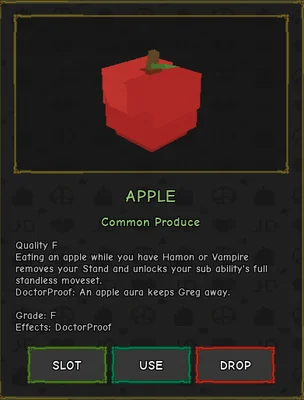 APPLE
Common Produce
Quality F
Eating an apple while you have Hamon or Vampire
removes your Stand and unlocks your sub ability's full
standless moveset.
DoctorProof: An apple aura keeps Greg away.
Grade: F
Effects: DoctorProof
SLOT
USE
DROP